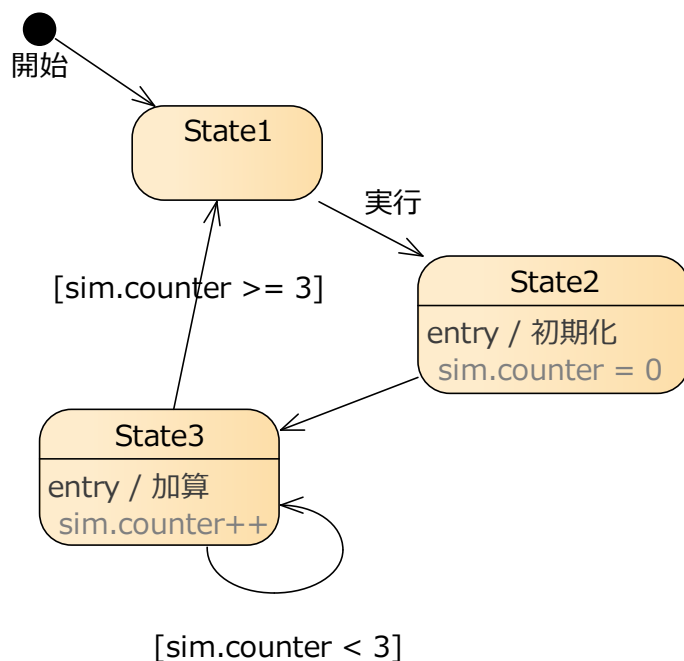 開始
State1
実行
[sim.counter >= 3]
State2
entry / 初期化
sim.counter = 0
State3
entry / 加算
sim.counter++
[sim.counter < 3]